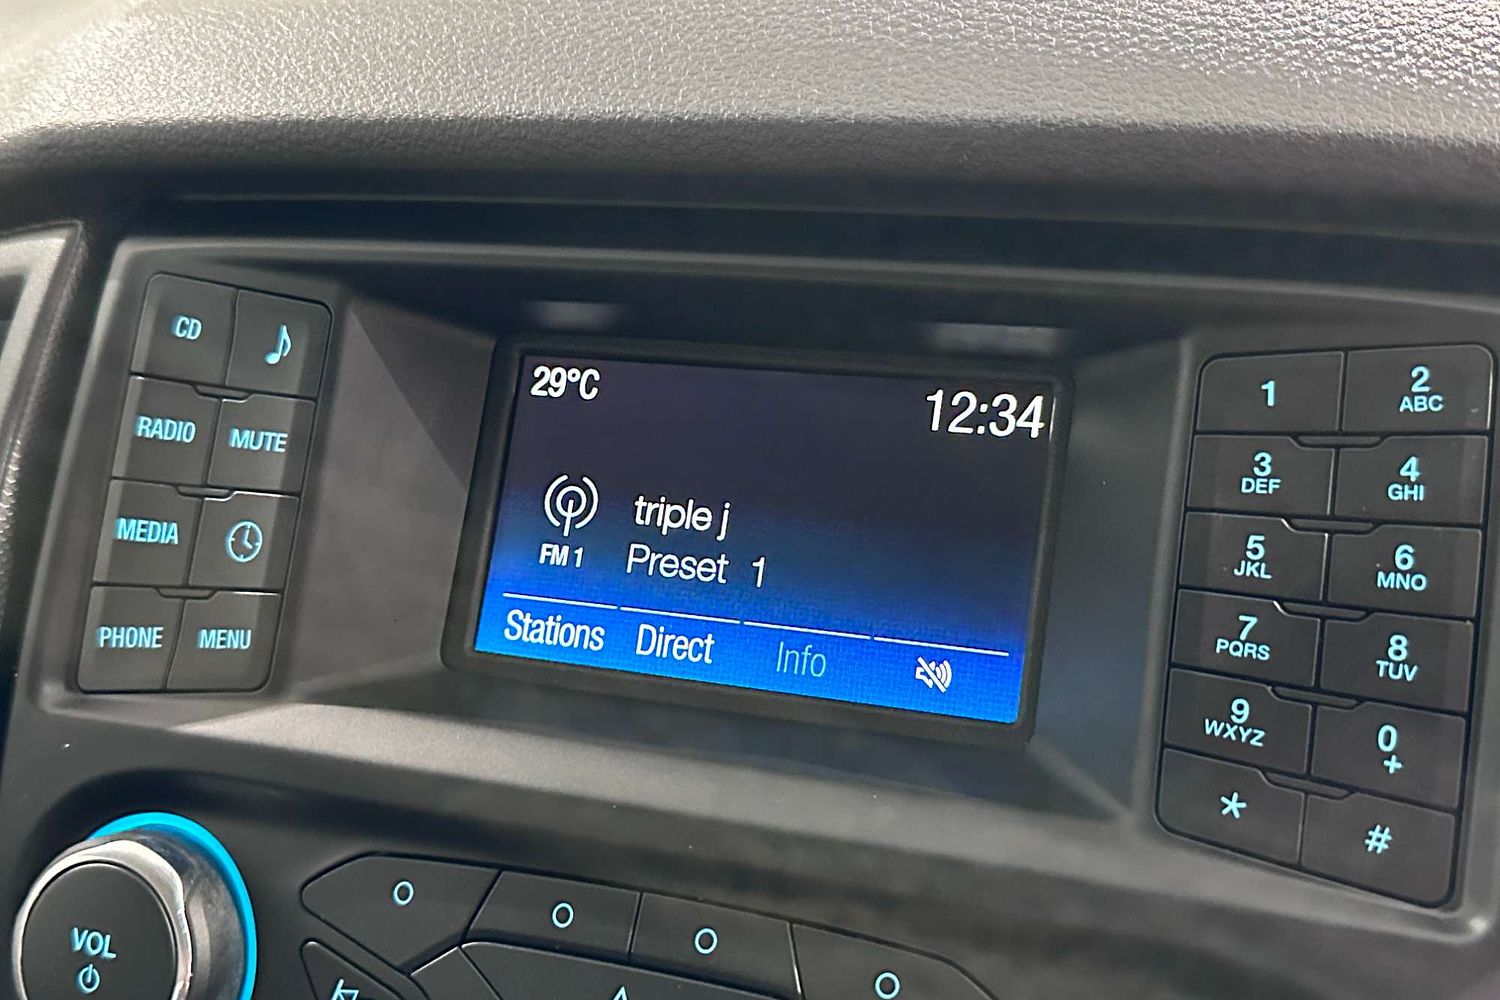 CD
RADIO
MUTE
MEDIA
PHONE
MENU
29°C
12:34
FM 1
triple j
Preset 1
Stations
Direct
Info
1
2
ABC
3
DEF
4
GHI
5
JKL
6
MNO
7
PQRS
8
TUV
9
WXYZ
0
+
*
#
VOL